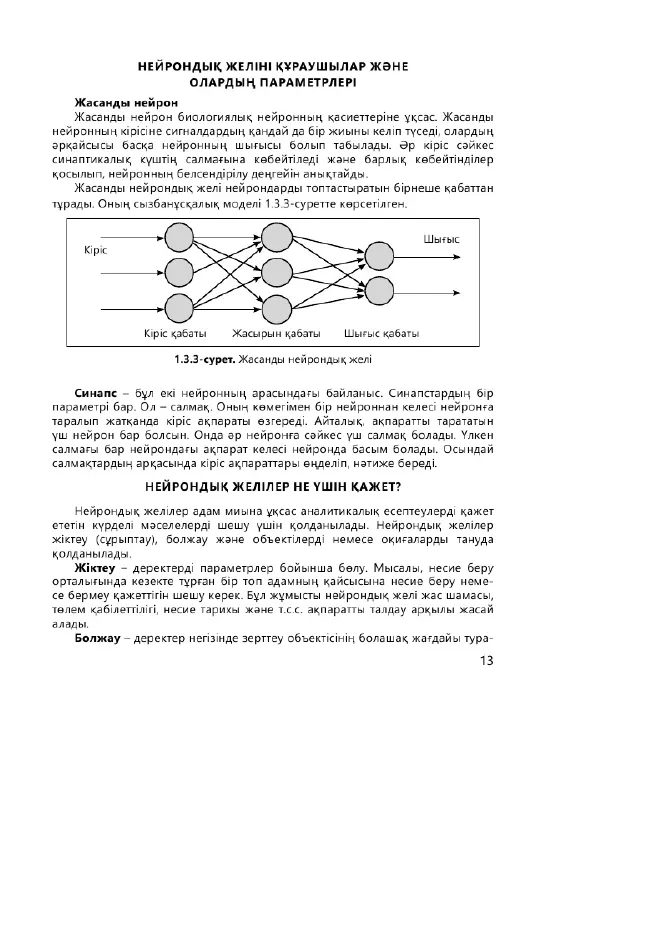 НЕЙРОНДЫҚ ЖЕЛІНІ ҚҰРАУШЫЛАР ЖӘНЕ
ОЛАРДЫҢ ПАРАМЕТРЛЕРІ
Жасанды нейрон
Жасанды нейрон биологиялық нейронның қасиеттеріне ұқсас. Жасанды
нейронның кірісіне сигналдардың қандай да бір жиыны келіп түседі, олардың
әрқайсысы басқа нейронның шығысы болып табылады. Әр кіріс сәйкес
синаптикалық күштің салмағына көбейтіледі және барлық көбейтінділер
қосылып, нейронның белсендірілу деңгейін анықтайды.
Жасанды нейрондық желі нейрондарды топтастыратын бірнеше қабаттан
тұрады. Оның сызбанұсқалық моделі 1.3.3-суретте көрсетілген.
Кіріс
Шығыс
Кіріс қабаты Жасырын қабаты Шығыс қабаты
1.3.3-сурет. Жасанды нейрондық желі
Синапс – бұл екі нейронның арасындағы байланыс. Синапстардың бір
параметрі бар. Ол – салмақ. Оның көмегімен бір нейроннан келесі нейронға
таралып жатқанда кіріс ақпараты өзгереді. Айталық, ақпаратты тарататын
үш нейрон бар болсын. Онда әр нейронға сәйкес үш салмақ болады. Үлкен
салмағы бар нейрондағы ақпарат келесі нейронда басым болады. Осындай
салмақтардың арқасында кіріс ақпараттары өңделіп, нәтиже береді.
НЕЙРОНДЫҚ ЖЕЛІЛЕР НЕ ҮШІН ҚАЖЕТ?
Нейрондық желілер адам миына ұқсас аналитикалық есептеулерді қажет
ететін күрделі мәселелерді шешу үшін қолданылады. Нейрондық желілер
жіктеу (сұрыптау), болжау және объектілерді немесе оқиғаларды тануда
қолданылады.
Жіктеу – деректерді параметрлер бойынша бөлу. Мысалы, несие беру
орталығында кезекте тұрған бір топ адамның қайсысына несие беру неме-
се бермеу қажеттігін шешу керек. Бұл жұмысты нейрондық желі жас шамасы,
төлем қабілеттілігі, несие тарихы және т.с.с. ақпаратты талдау арқылы жасай
алады.
Болжау – деректер негізінде зерттеу объектісінің болашақ жағдайы тура-
13